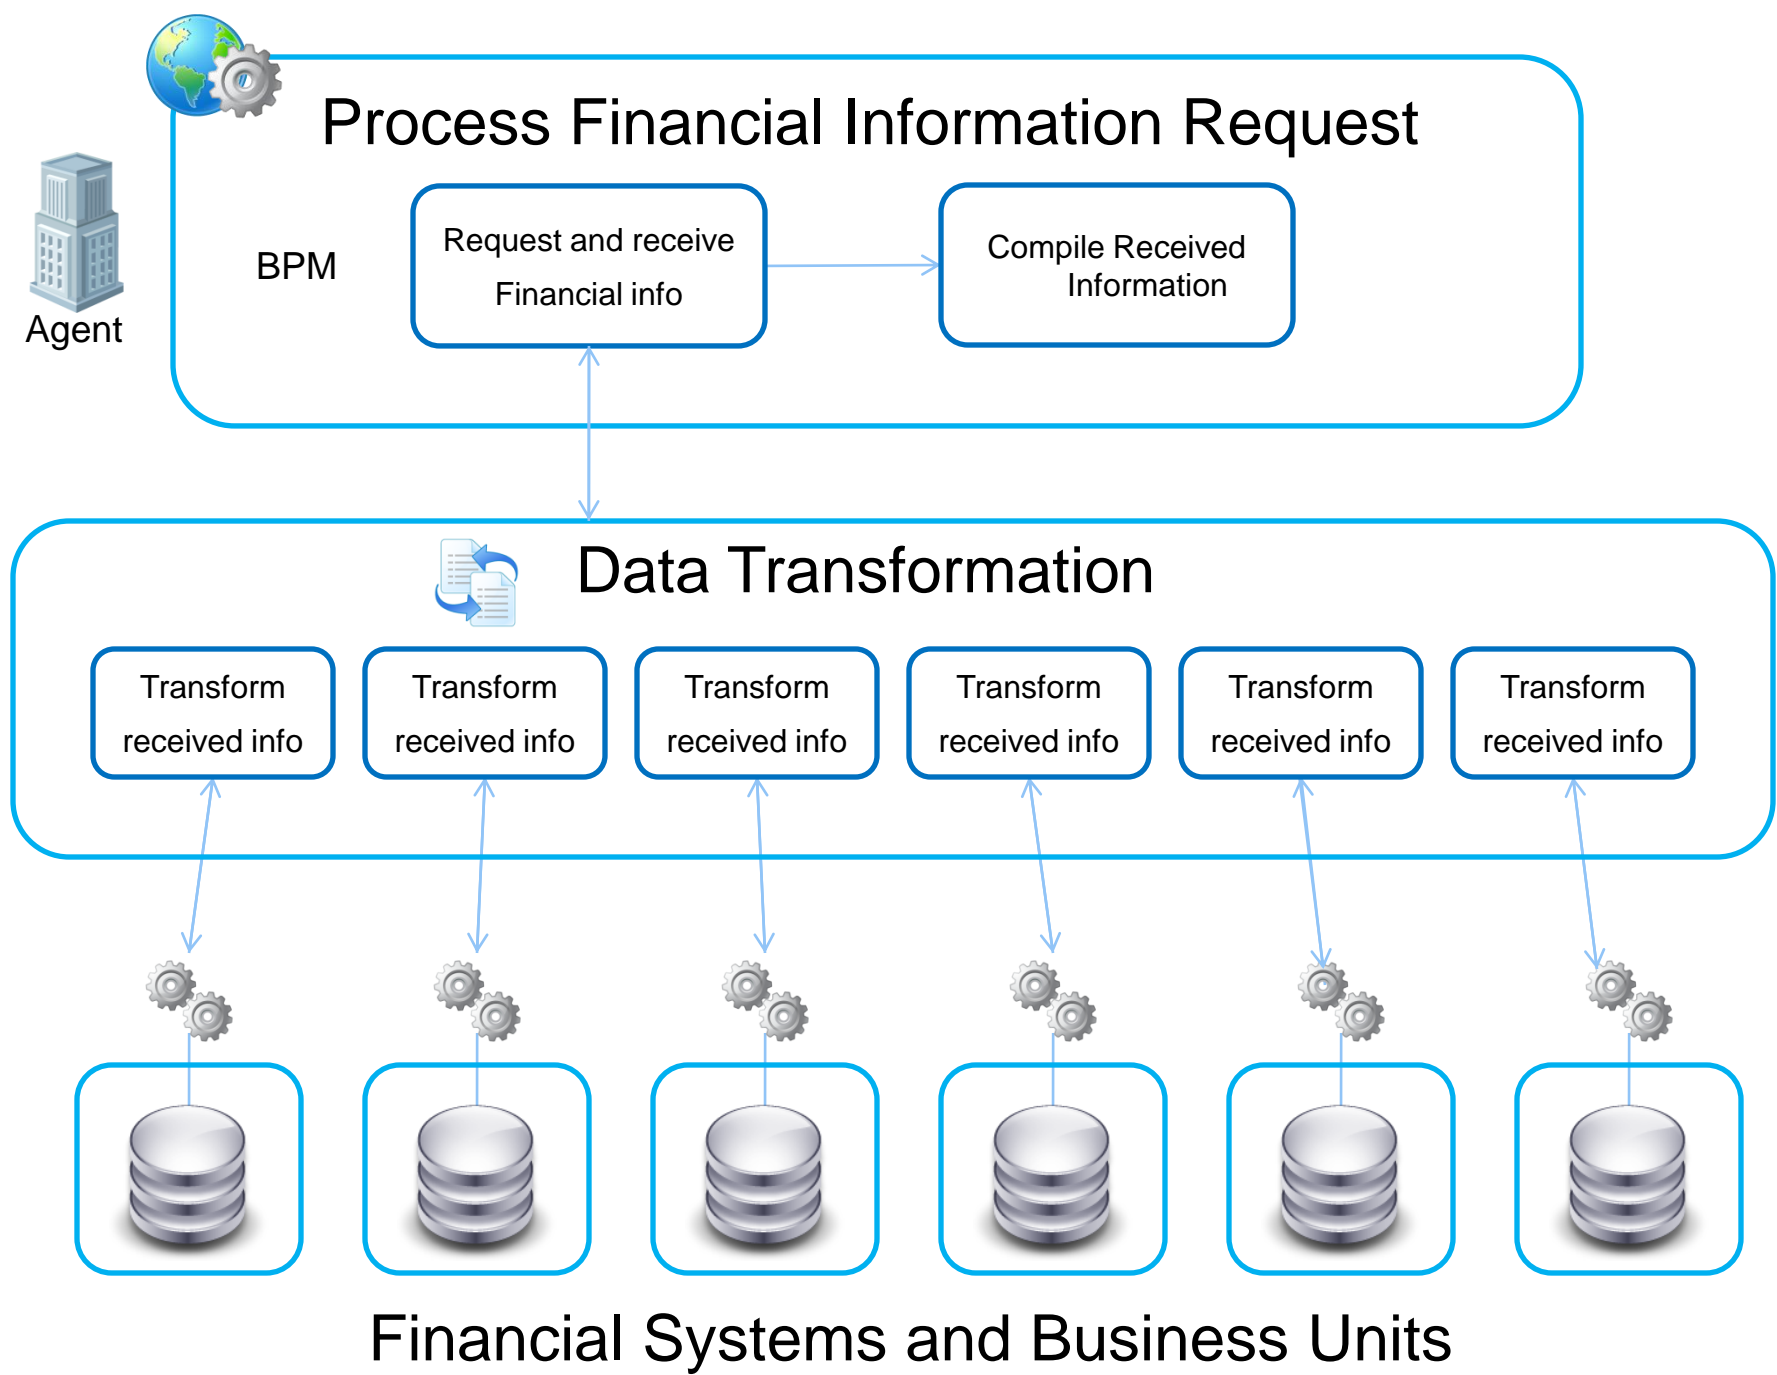 Process Financial Information Request
Agent
BPM
Request and receive
Financial info
Compile Received
Information
Data Transformation
Transform
received info
Transform
received info
Transform
received info
Transform
received info
Transform
received info
Transform
received info
Financial Systems and Business Units